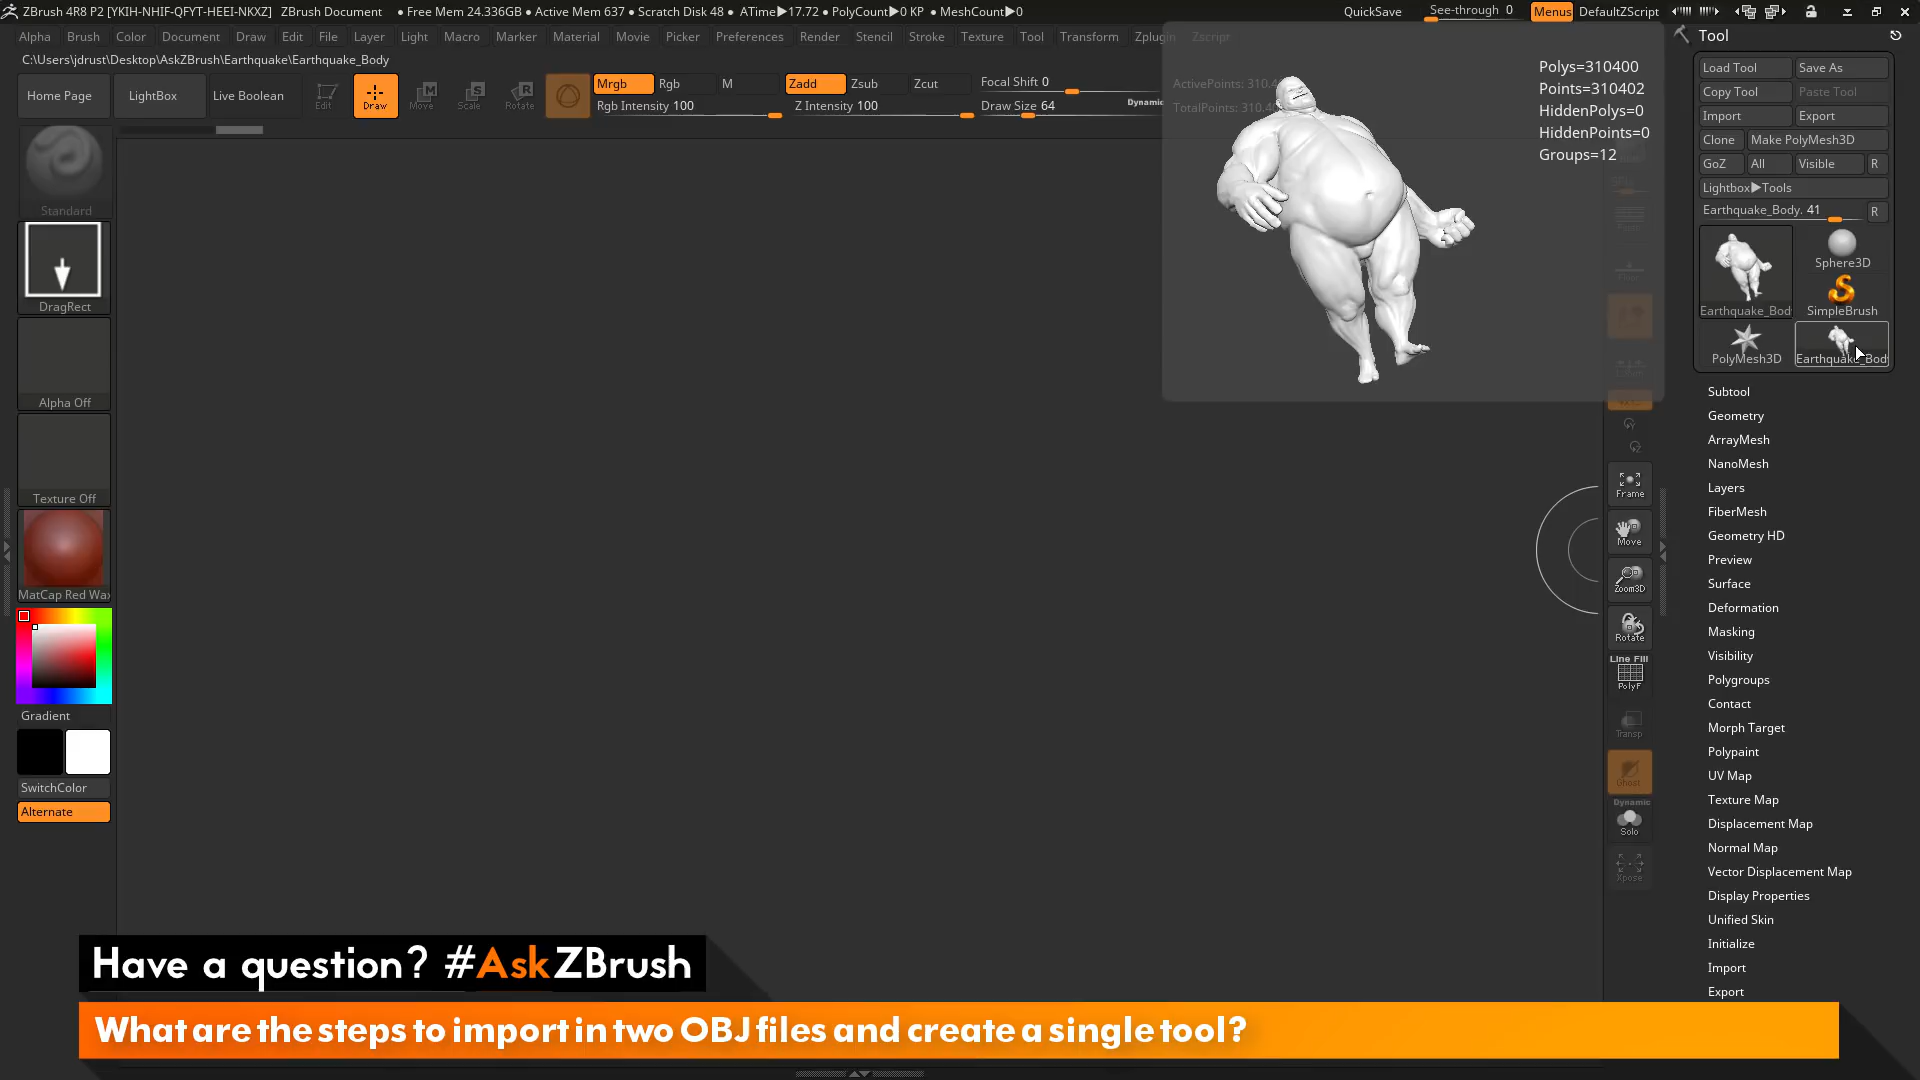 ZBrush 4R8 P2 [YKIH-NHIF-QFYT-HEEI-NKXZ] ZBrush Document • Free Mem 24.336GB • Active Mem 637 • Scratch Disk 48 • ATime▶17.72 • PolyCount▶0 KP • MeshCount▶0 QuickSave See-through 0 Menus DefaultZScript
Alpha Brush Color Document Draw Edit File Layer Light Macro Marker Material Movie Picker Preferences Render Stencil Stroke Texture Tool Transform Zplugin Zscript
C:\Users\jdrust\Desktop\AskZBrush\Earthquake\Earthquake_Body
Home Page LightBox Live Boolean Edit Draw Move Scale Rotate
Mrgb Rgb M Zadd Zsub Zcut Focal Shift 0
Rgb Intensity 100 Z Intensity 100 Draw Size 64 Dynamic
Polys=310400
Points=310402
HiddenPolys=0
HiddenPoints=0
Groups=12
Standard
DragRect
Alpha Off
Texture Off
MatCap Red Wax
Gradient
SwitchColor
Alternate
Frame
Move
Zoom3D
Rotate
Line Fill
PolyF
Transp
Ghost
Dynamic
Solo
Xpose
Tool
Load Tool Save As
Copy Tool Paste Tool
Import Export
Clone Make PolyMesh3D
GoZ All Visible R
Lightbox▶Tools
Earthquake_Body. 41 R
Sphere3D
Earthquake_Bod SimpleBrush
PolyMesh3D Earthquake_Bod
Subtool
Geometry
ArrayMesh
NanoMesh
Layers
FiberMesh
Geometry HD
Preview
Surface
Deformation
Masking
Visibility
Polygroups
Contact
Morph Target
Polypaint
UV Map
Texture Map
Displacement Map
Normal Map
Vector Displacement Map
Display Properties
Unified Skin
Initialize
Import
Export
Have a question? #AskZBrush
What are the steps to import in two OBJ files and create a single tool?